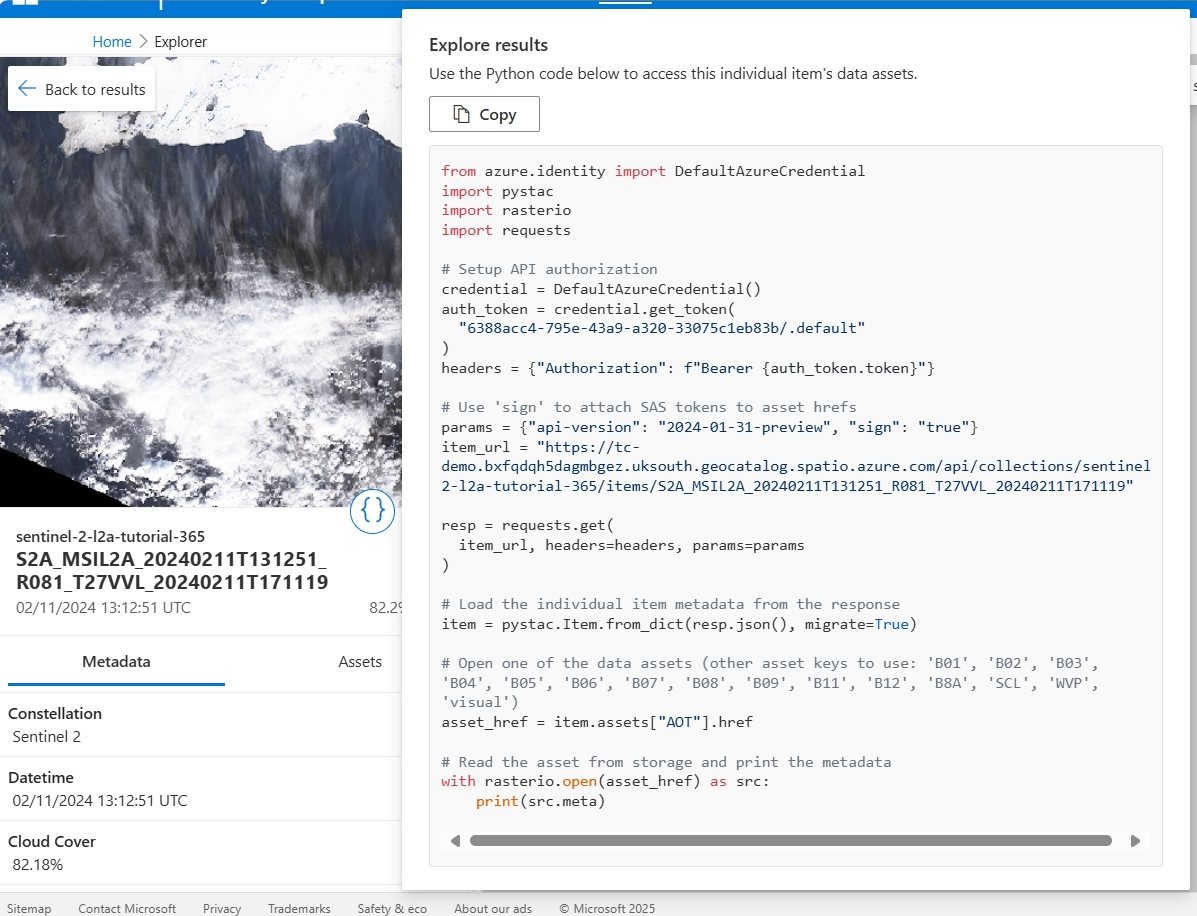 Home > Explorer
Back to results
Explore results
Use the Python code below to access this individual item's data assets.
Copy
from azure.identity import DefaultAzureCredential
import pystac
import rasterio
import requests
# Setup API authorization
credential = DefaultAzureCredential()
auth_token = credential.get_token(
  "6388acc4-795e-43a9-a320-33075c1eb83b/.default"
)
headers = {"Authorization": f"Bearer {auth_token.token}"}
# Use 'sign' to attach SAS tokens to asset hrefs
params = {"api-version": "2024-01-31-preview", "sign": "true"}
item_url = "https://tc-
demo.bxfqdqh5dagmbgez.uksouth.geocatalog.spatio.azure.com/api/collections/sentinel
2-l2a-tutorial-365/items/S2A_MSIL2A_20240211T131251_R081_T27VVL_20240211T171119"
resp = requests.get(
  item_url, headers=headers, params=params
)
# Load the individual item metadata from the response
item = pystac.Item.from_dict(resp.json(), migrate=True)
# Open one of the data assets (other asset keys to use: 'B01', 'B02', 'B03',
'B04', 'B05', 'B06', 'B07', 'B08', 'B09', 'B11', 'B12', 'B8A', 'SCL', 'WVP',
'visual')
asset_href = item.assets["AOT"].href
# Read the asset from storage and print the metadata
with rasterio.open(asset_href) as src:
    print(src.meta)
{}
sentinel-2-l2a-tutorial-365
S2A_MSIL2A_20240211T131251_
R081_T27VVL_20240211T171119
02/11/2024 13:12:51 UTC
Metadata
Assets
Constellation
Sentinel 2
Datetime
02/11/2024 13:12:51 UTC
Cloud Cover
82.18%
Sitemap Contact Microsoft Privacy Trademarks Safety & eco About our ads © Microsoft 2025